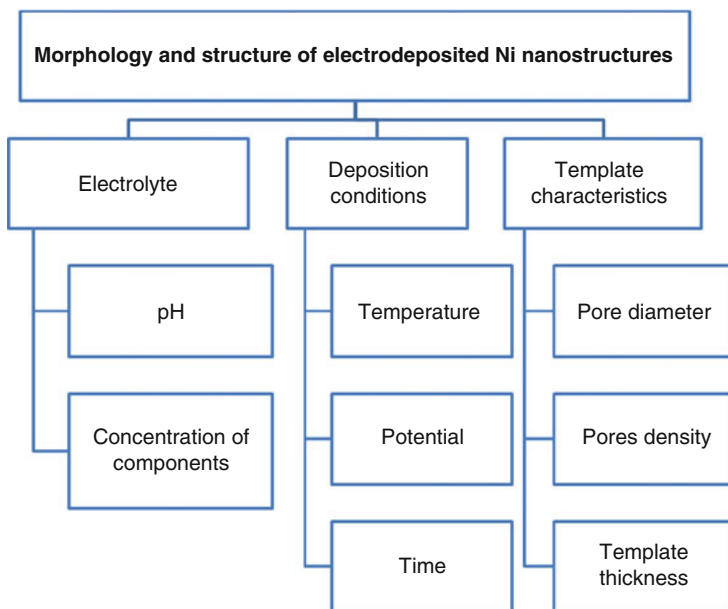 Morphology and structure of electrodeposited Ni nanostructures
Electrolyte
pH
Concentration of
components
Deposition
conditions
Temperature
Potential
Time
Template
characteristics
Pore diameter
Pores density
Template
thickness